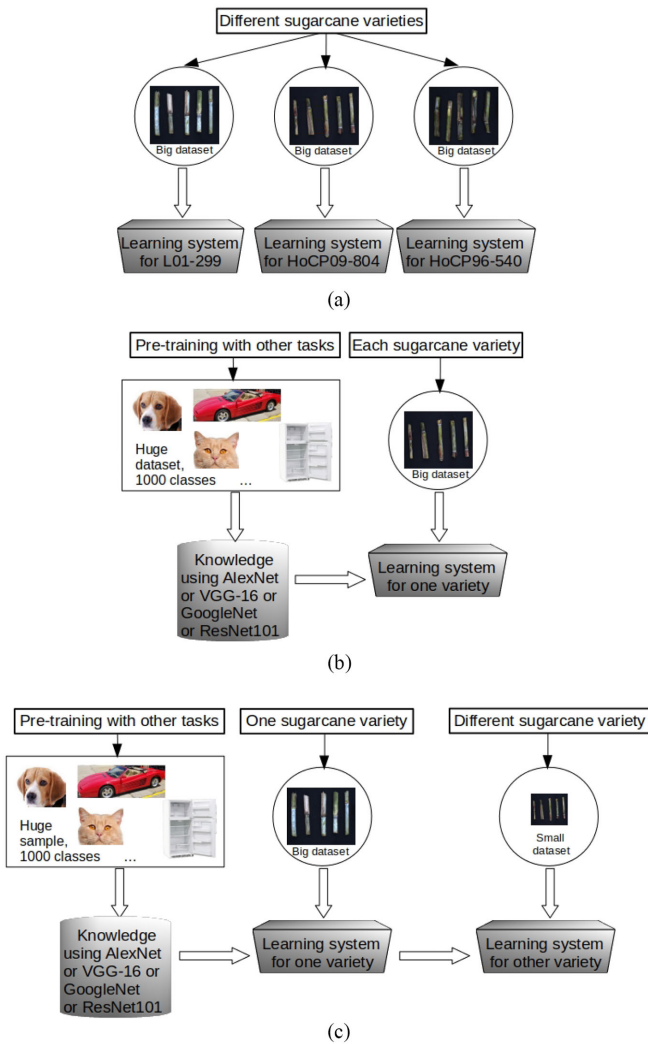 Different sugarcane varieties
Big dataset
Big dataset
Big dataset
Learning system
for L01-299
Learning system
for HoCP09-804
Learning system
for HoCP96-540
(a)
Pre-training with other tasks
Each sugarcane variety
Huge
dataset,
1000 classes ...
Big dataset
Knowledge
using AlexNet
or VGG-16 or
GoogleNet
or ResNet101
Learning system
for one variety
(b)
Pre-training with other tasks
One sugarcane variety
Different sugarcane variety
Huge
sample,
1000 classes ...
Big dataset
Small
dataset
Knowledge
using AlexNet
or VGG-16 or
GoogleNet
or ResNet101
Learning system
for one variety
Learning system
for other variety
(c)